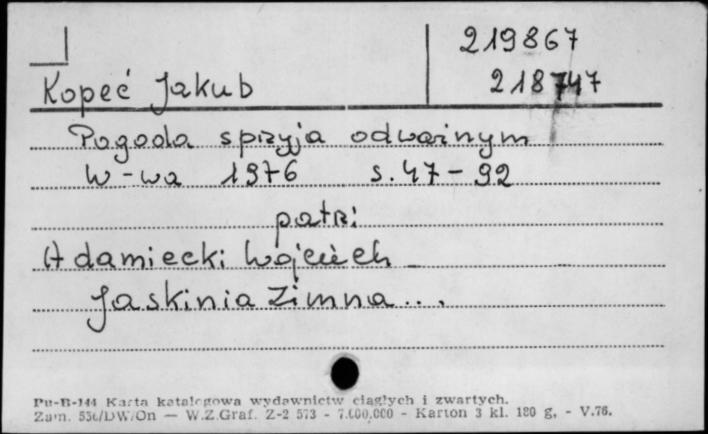 219867
Kopeć Jakub
218747
Pogoda sprzyja odważnym
W-wa 1976 s. 47-92
patrz:
Adamiecki Wojciech
Jaskinia Zimna...
Pu-B-144 Karta katalogowa wydawnictw ciągłych i zwartych.
Zam. 556/DW/On — W.Z.Graf. Z-2 573 - 7.000.000 - Karton 3 kl. 180 g. - V.76.